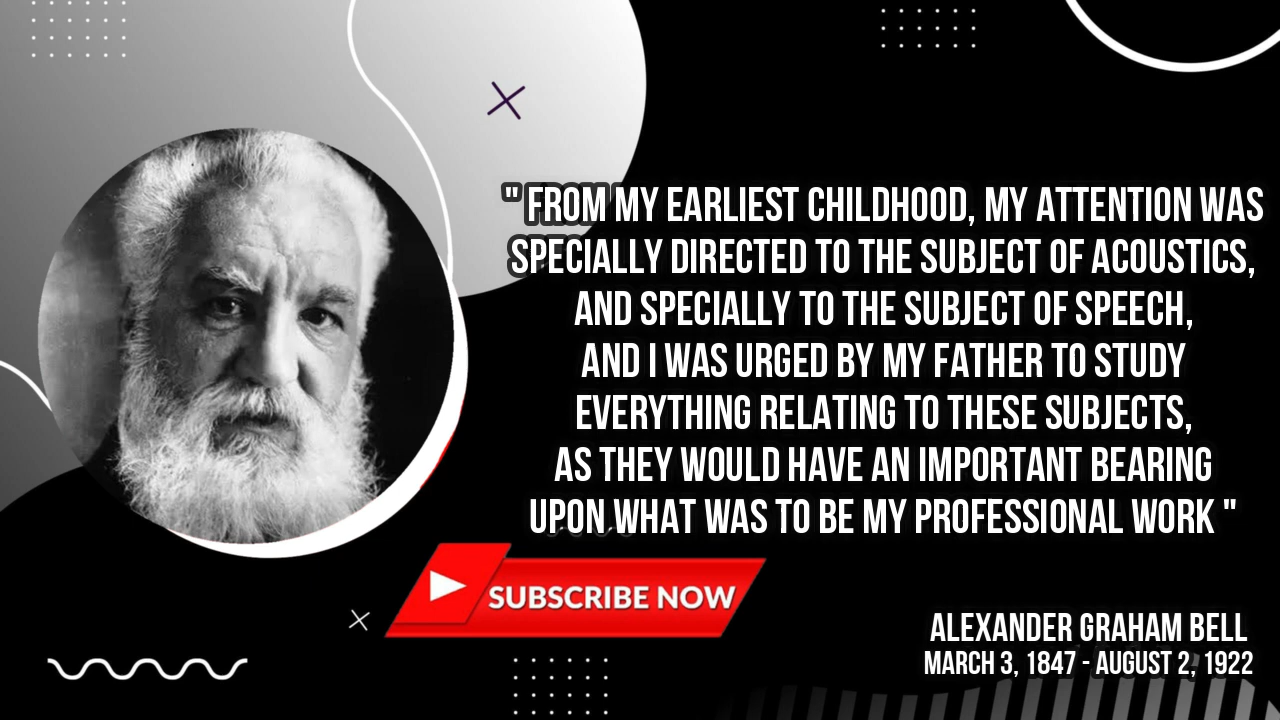 " FROM MY EARLIEST CHILDHOOD, MY ATTENTION WAS
SPECIALLY DIRECTED TO THE SUBJECT OF ACOUSTICS,
AND SPECIALLY TO THE SUBJECT OF SPEECH,
AND I WAS URGED BY MY FATHER TO STUDY
EVERYTHING RELATING TO THESE SUBJECTS,
AS THEY WOULD HAVE AN IMPORTANT BEARING
UPON WHAT WAS TO BE MY PROFESSIONAL WORK "
SUBSCRIBE NOW
ALEXANDER GRAHAM BELL
MARCH 3, 1847 - AUGUST 2, 1922